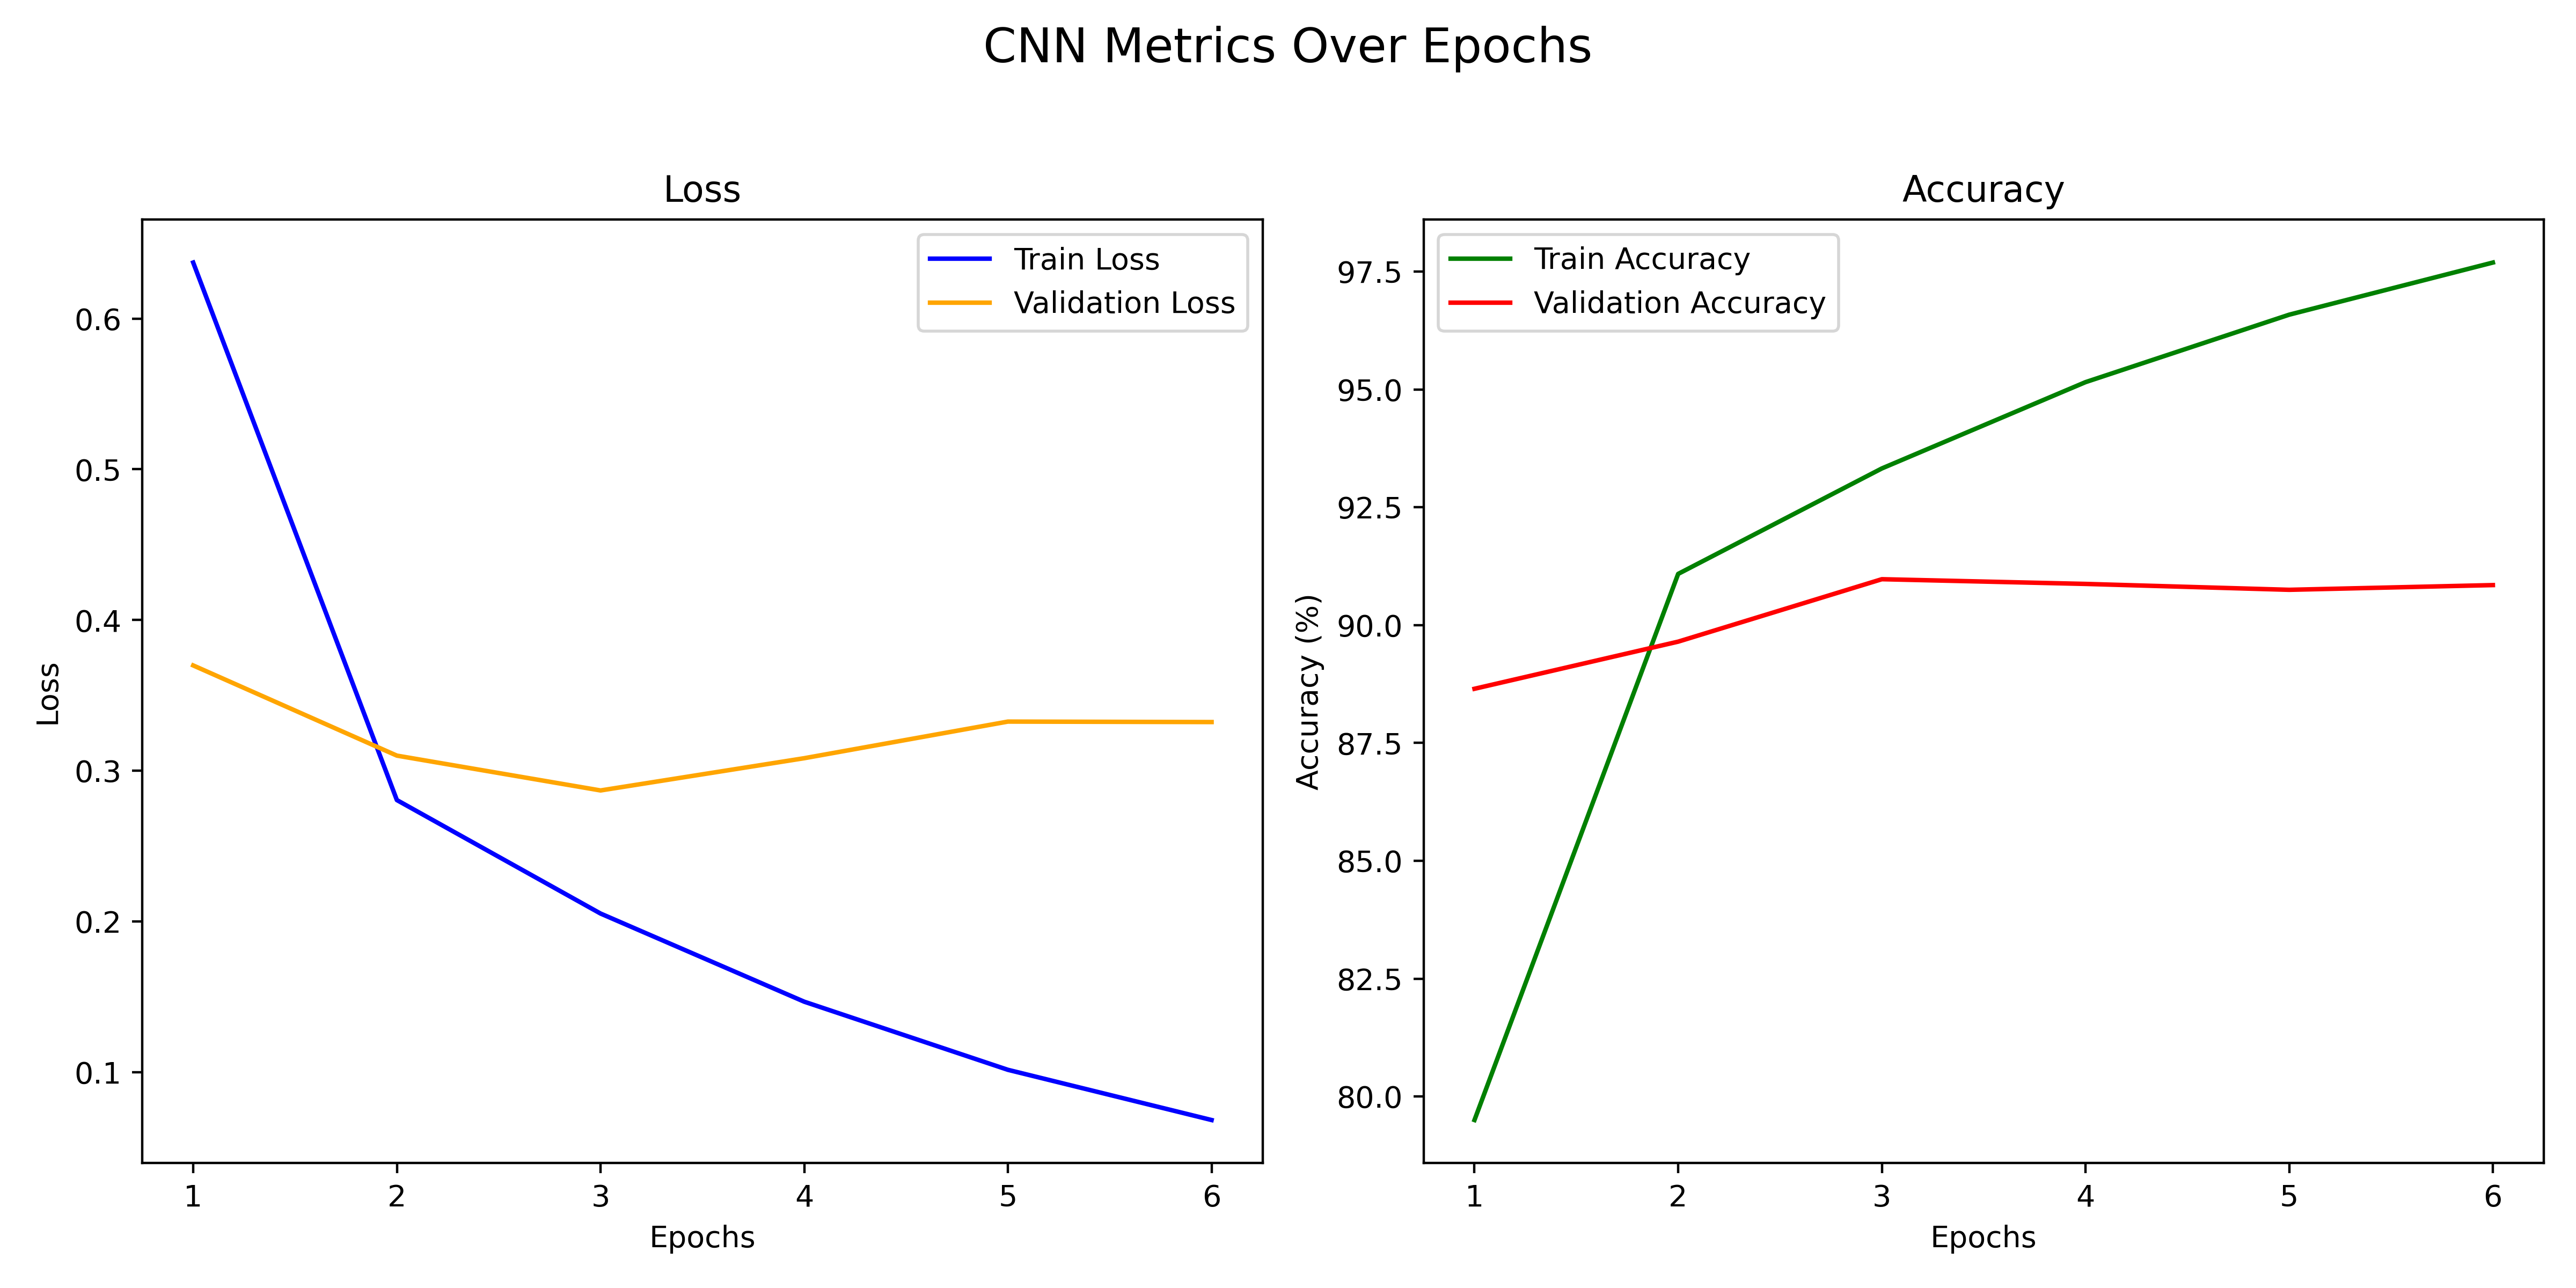 CNN Metrics Over Epochs
Loss
Train Loss
Validation Loss
0.6
0.5
0.4
0.3
0.2
0.1
Loss
1 2 3 4 5 6
Epochs
Accuracy
Train Accuracy
Validation Accuracy
97.5
95.0
92.5
90.0
87.5
85.0
82.5
80.0
Accuracy (%)
1 2 3 4 5 6
Epochs